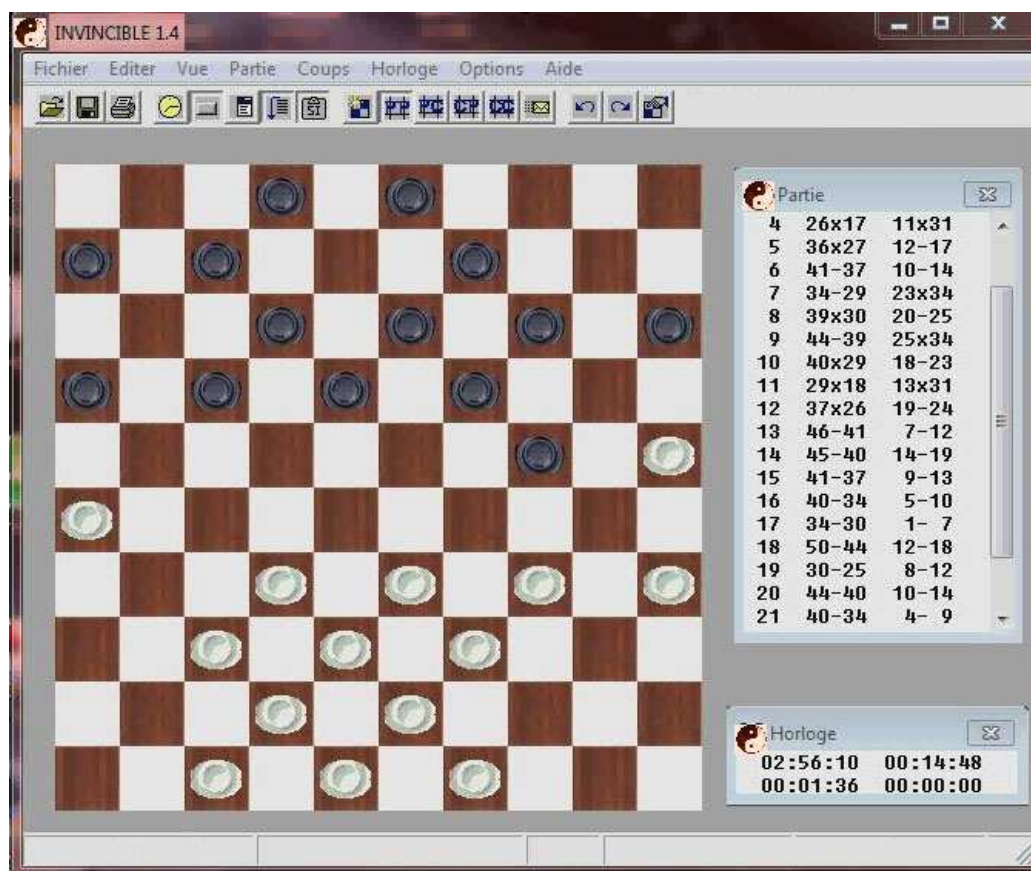 INVINCIBLE 1.4
Fichier Editer Vue Partie Coups Horloge Options Aide
Partie
4 26x17 11x31
5 36x27 12-17
6 41-37 10-14
7 34-29 23x34
8 39x30 20-25
9 44-39 25x34
10 40x29 18-23
11 29x18 13x31
12 37x26 19-24
13 46-41 7-12
14 45-40 14-19
15 41-37 9-13
16 40-34 5-10
17 34-30 1- 7
18 50-44 12-18
19 30-25 8-12
20 44-40 10-14
21 40-34 4- 9
Horloge
02:56:10 00:14:48
00:01:36 00:00:00